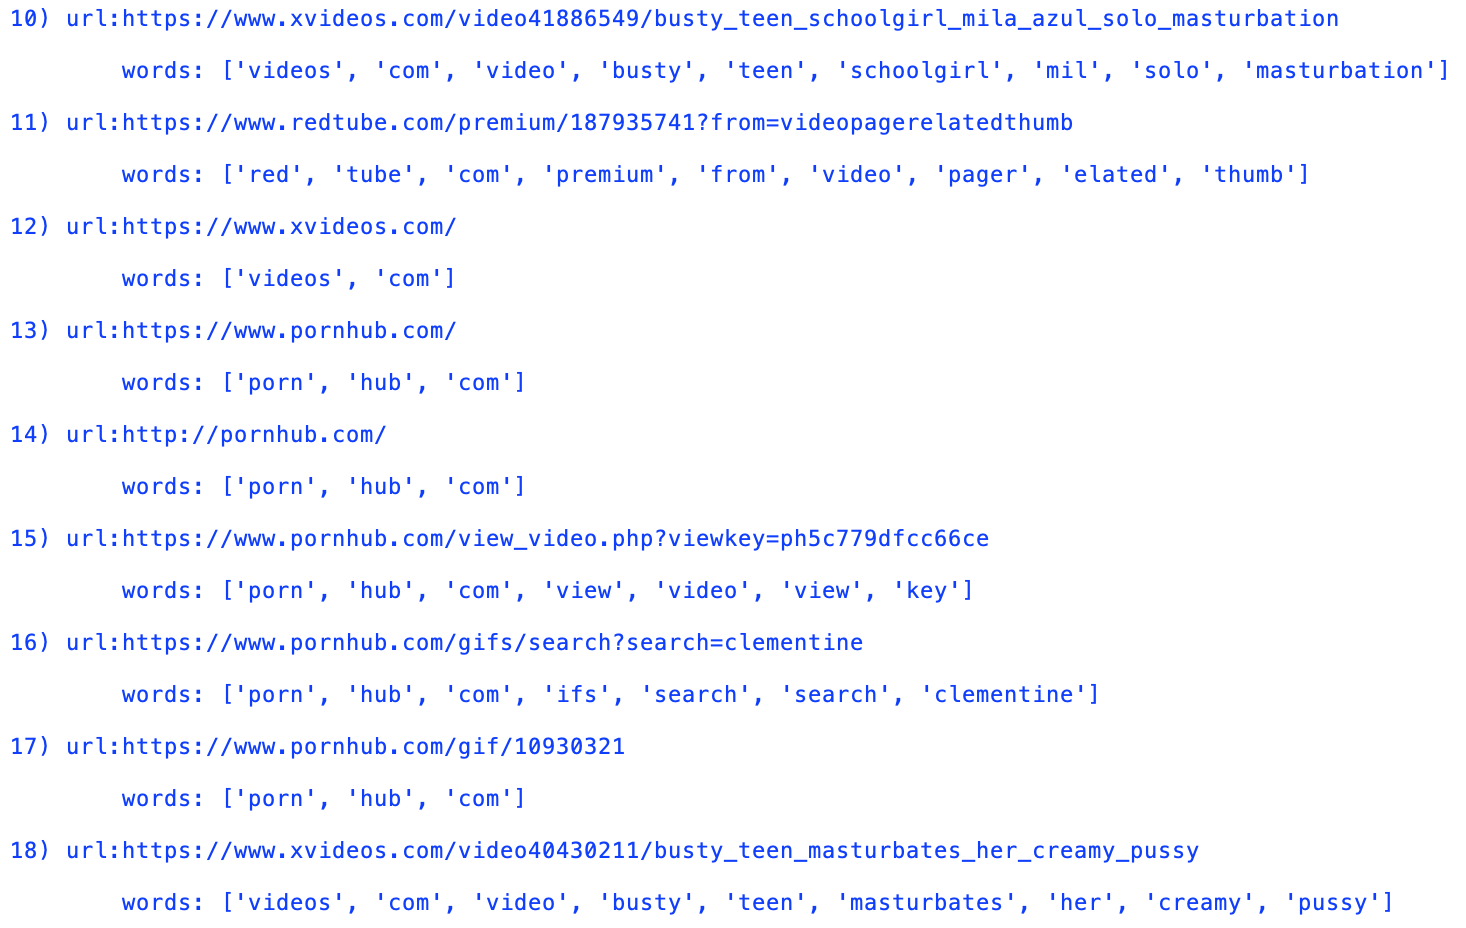 10) url:https://www.xvideos.com/video41886549/busty_teen_schoolgirl_mila_azul_solo_masturbation
words: ['videos', 'com', 'video', 'busty', 'teen', 'schoolgirl', 'mil', 'solo', 'masturbation']
11) url:https://www.redtube.com/premium/187935741?from=videopagerelatedthumb
words: ['red', 'tube', 'com', 'premium', 'from', 'video', 'pager', 'elated', 'thumb']
12) url:https://www.xvideos.com/
words: ['videos', 'com']
13) url:https://www.pornhub.com/
words: ['porn', 'hub', 'com']
14) url:http://pornhub.com/
words: ['porn', 'hub', 'com']
15) url:https://www.pornhub.com/view_video.php?viewkey=ph5c779dfcc66ce
words: ['porn', 'hub', 'com', 'view', 'video', 'view', 'key']
16) url:https://www.pornhub.com/gifs/search?search=clementine
words: ['porn', 'hub', 'com', 'ifs', 'search', 'search', 'clementine']
17) url:https://www.pornhub.com/gif/10930321
words: ['porn', 'hub', 'com']
18) url:https://www.xvideos.com/video40430211/busty_teen_masturbates_her_creamy_pussy
words: ['videos', 'com', 'video', 'busty', 'teen', 'masturbates', 'her', 'creamy', 'pussy']